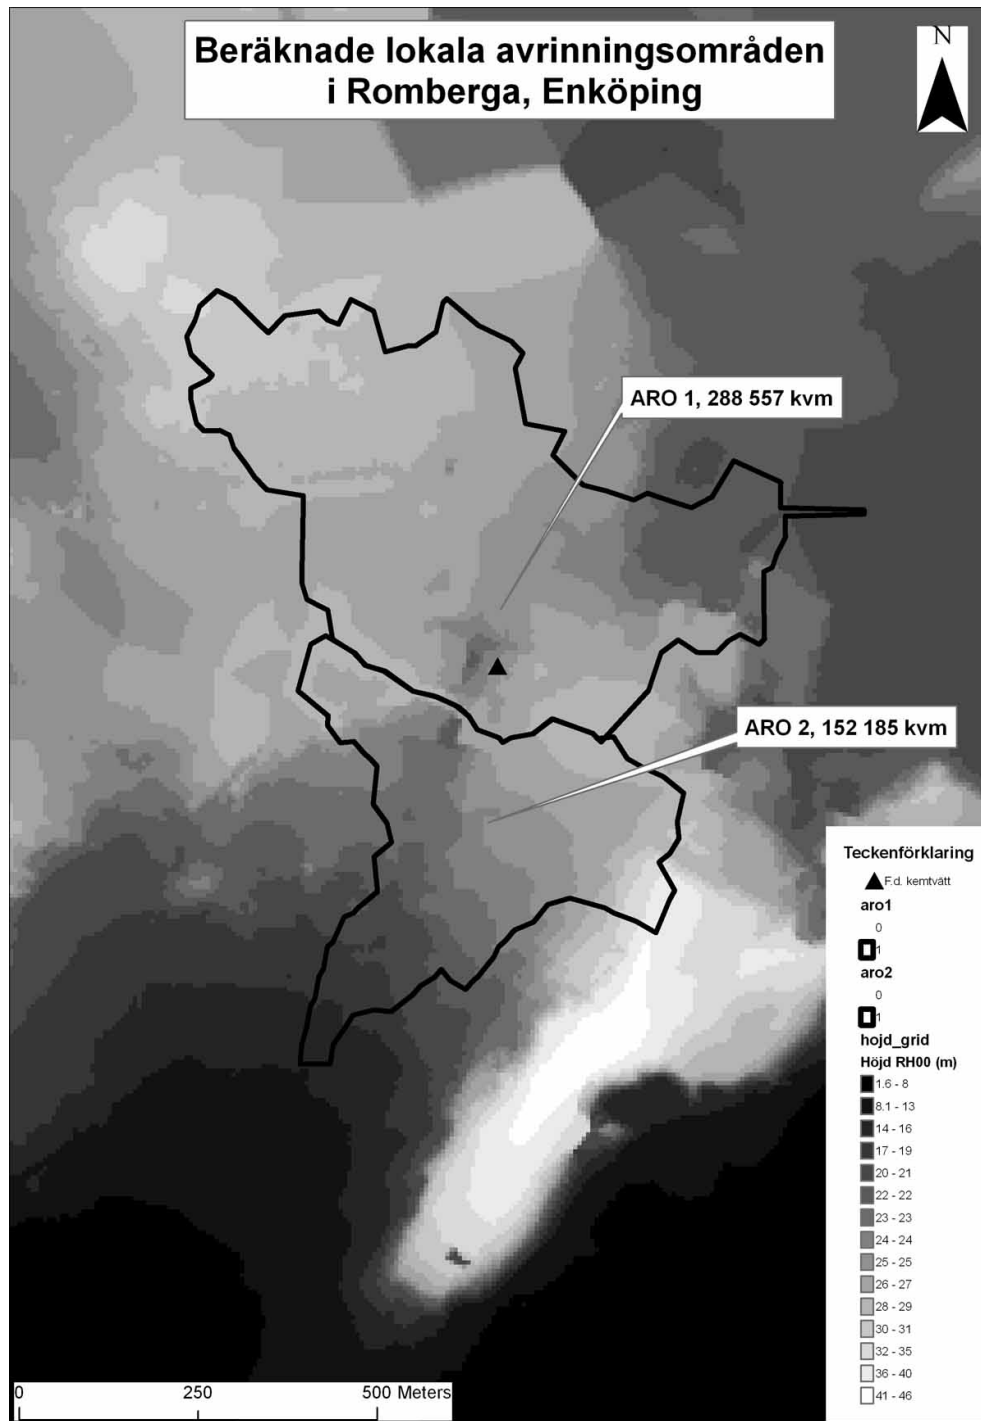 Beräknade lokala avrinningsområden
i Romberga, Enköping
N
ARO 1, 288 557 kvm
ARO 2, 152 185 kvm
Teckenförklaring
F.d. kemtvätt
aro1
0
1
aro2
0
1
hojd_grid
Höjd RH00 (m)
1.6 - 8
8.1 - 13
14 - 16
17 - 19
20 - 21
22 - 22
23 - 23
24 - 24
25 - 25
26 - 27
28 - 29
30 - 31
32 - 35
36 - 40
41 - 46
0 250 500 Meters